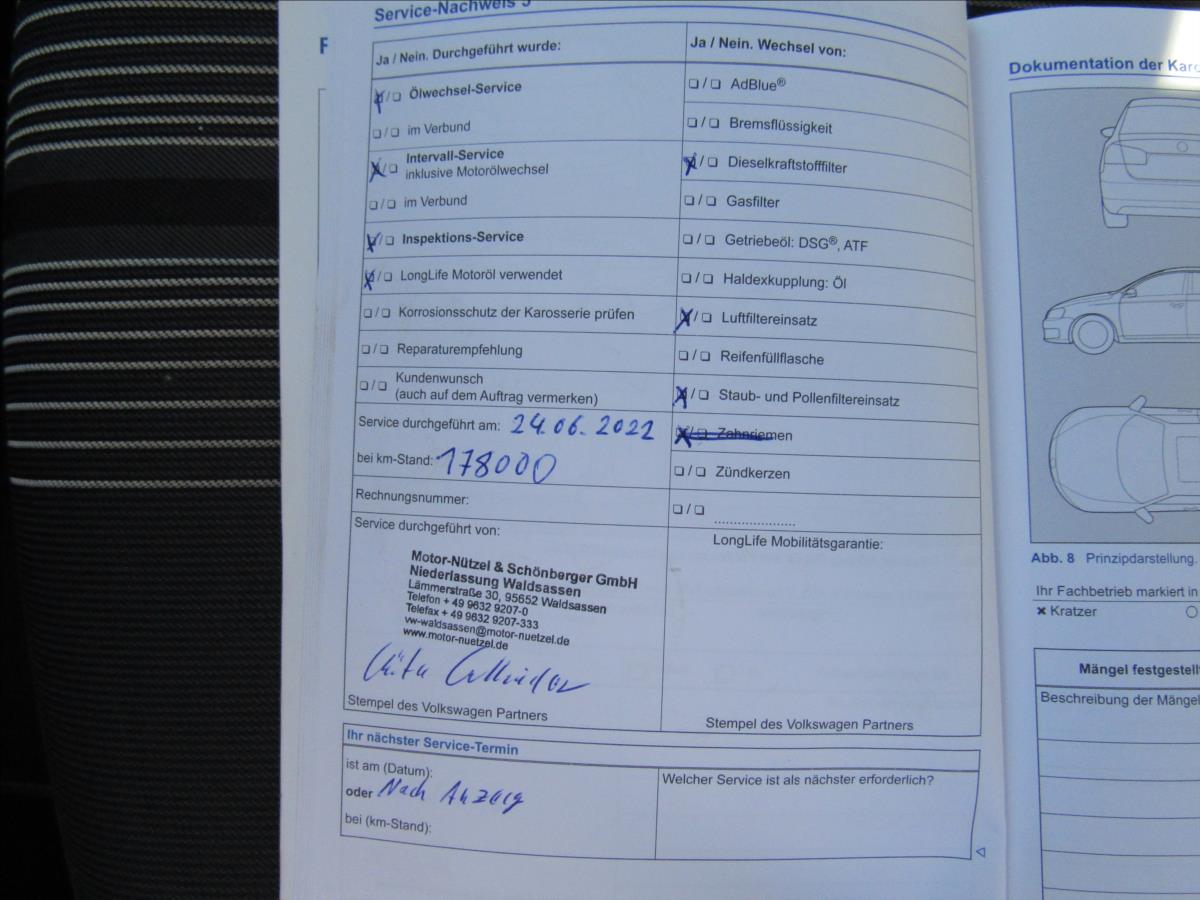 Service-Nachweis
F
Ja / Nein. Durchgeführt wurde:
Ölwechsel-Service
im Verbund
Intervall-Service
inklusive Motorölwechsel
im Verbund
Inspektions-Service
LongLife Motoröl verwendet
Korrosionsschutz der Karosserie prüfen
Reparaturempfehlung
Kundenwunsch
(auch auf dem Auftrag vermerken)
Service durchgeführt am: 24.06.2022
bei km-Stand: 178000
Rechnungsnummer:
Service durchgeführt von:
Motor-Nützel & Schönberger GmbH
Niederlassung Waldsassen
Lämmerstraße 30, 95652 Waldsassen
Telefon + 49 9632 9207-0
Telefax + 49 9632 9207-333
vw-waldsassen@motor-nuetzel.de
www.motor-nuetzel.de
Stempel des Volkswagen Partners
Ja / Nein. Wechsel von:
AdBlue®
Bremsflüssigkeit
Dieselkraftstofffilter
Gasfilter
Getriebeöl: DSG®, ATF
Haldexkupplung: Öl
Luftfiltereinsatz
Reifenfüllflasche
Staub- und Pollenfiltereinsatz
Zahnriemen
Zündkerzen
....................
LongLife Mobilitätsgarantie:
Stempel des Volkswagen Partners
Ihr nächster Service-Termin
ist am (Datum):
oder Nach Anzeig
bei (km-Stand):
Welcher Service ist als nächster erforderlich?
Dokumentation der Karo
Abb. 8 Prinzipdarstellung.
Ihr Fachbetrieb markiert in
× Kratzer
Mängel festgestell
Beschreibung der Mängel